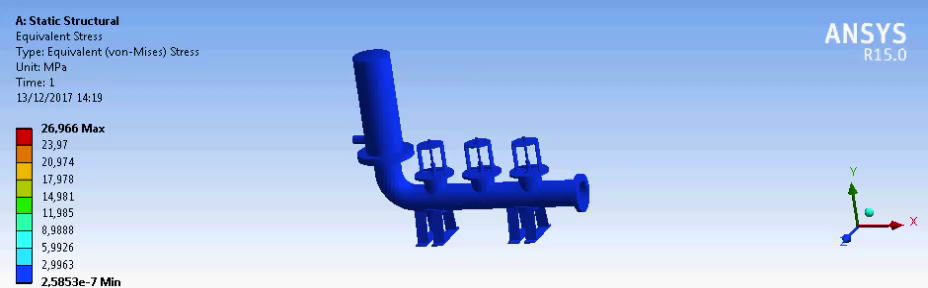 A: Static Structural
Equivalent Stress
Type: Equivalent (von-Mises) Stress
Unit: MPa
Time: 1
13/12/2017 14:19
26,966 Max
23,97
20,974
17,978
14,981
11,985
8,9888
5,9926
2,9963
2,5853e-7 Min
ANSYS
R15.0
Y
X
Z